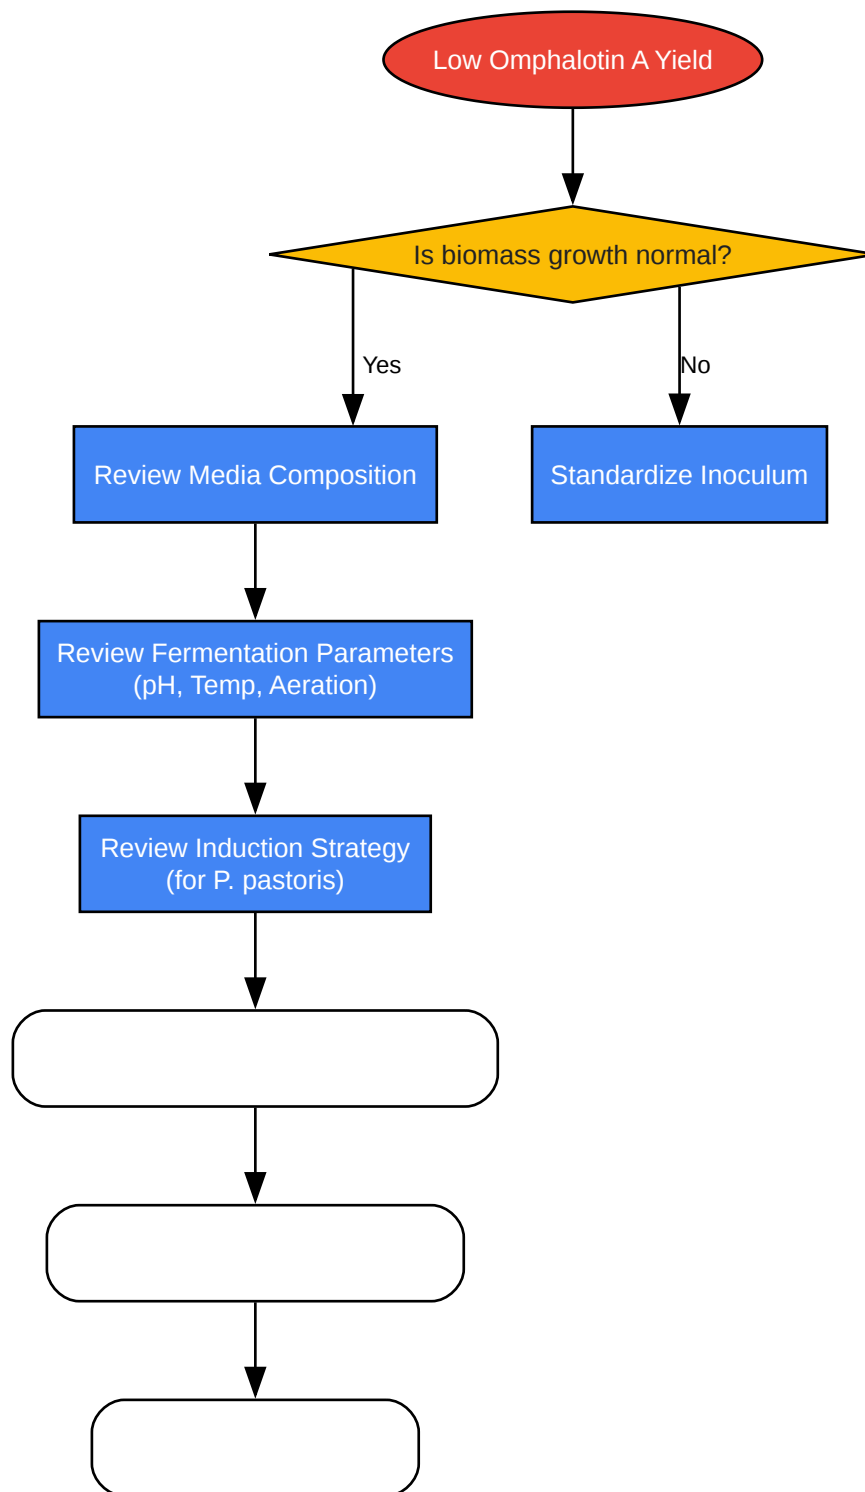 Low Omphalotin A Yield
Is biomass growth normal?
Yes
No
Review Media Composition
Standardize Inoculum
Review Fermentation Parameters
(pH, Temp, Aeration)
Review Induction Strategy
(for P. pastoris)